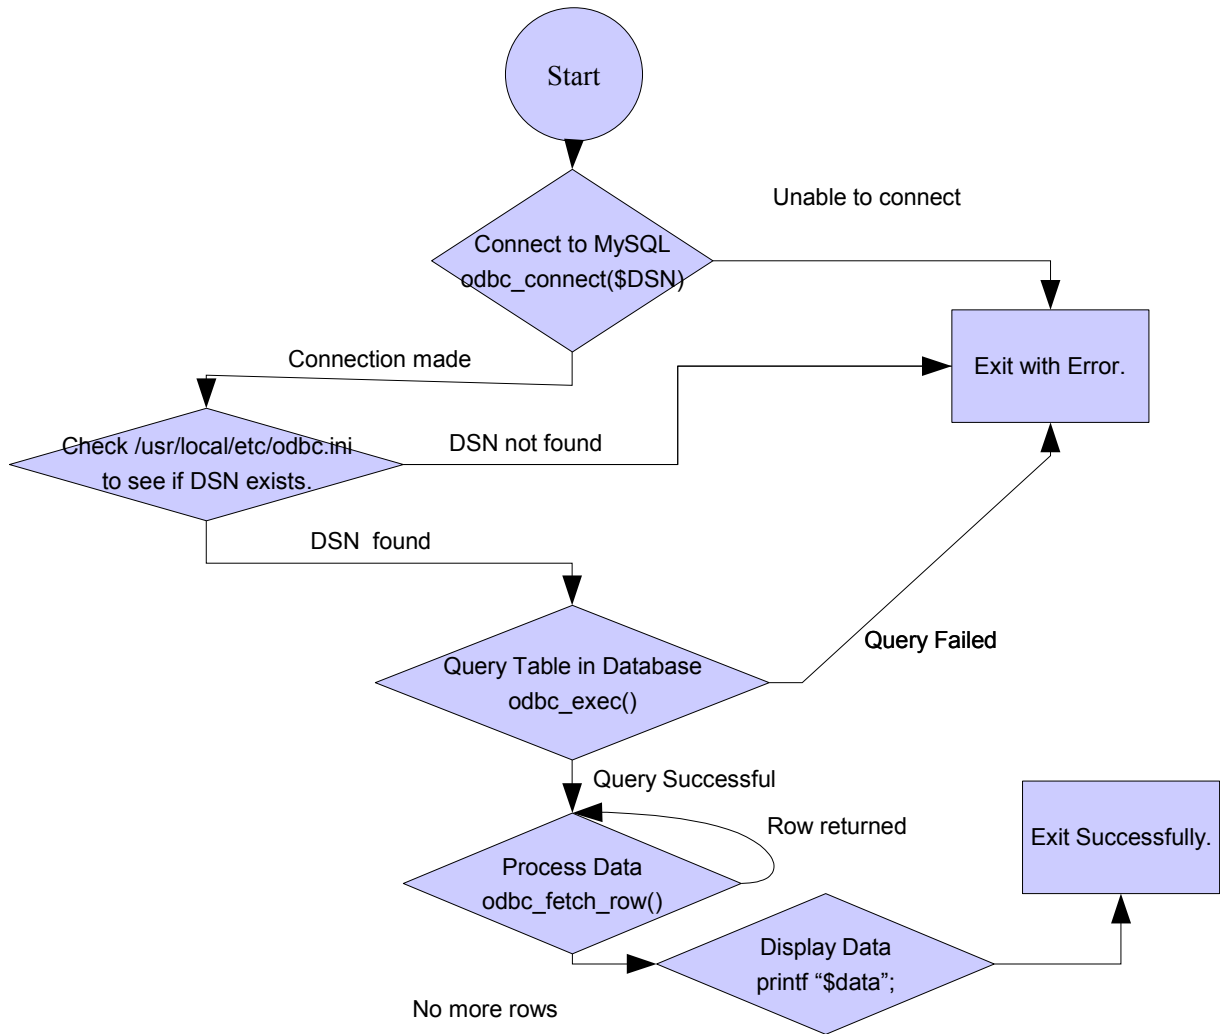 Start
Unable to connect
Connect to MySQL
odbc_connect($DSN)
Connection made
Exit with Error.
Check /usr/local/etc/odbc.ini
to see if DSN exists.
DSN not found
DSN  found
Query Failed
Query Table in Database
odbc_exec()
Query Successful
Row returned
Process Data
odbc_fetch_row()
Exit Successfully.
Display Data
printf “$data”;
No more rows